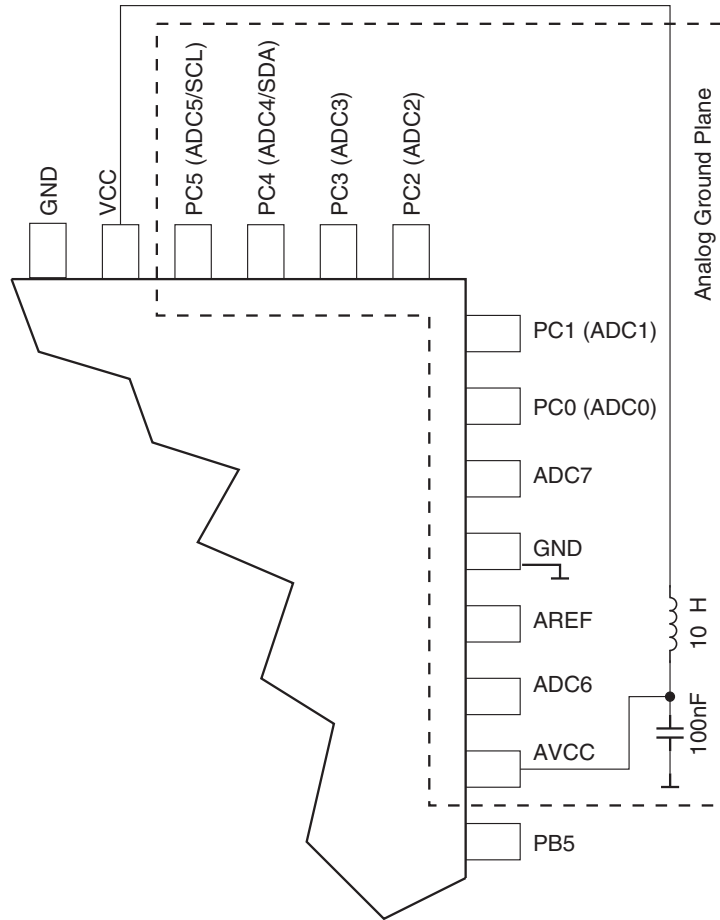 GND
VCC
PC5 (ADC5/SCL)
PC4 (ADC4/SDA)
PC3 (ADC3)
PC2 (ADC2)
Analog Ground Plane
PC1 (ADC1)
PC0 (ADC0)
ADC7
GND
AREF
ADC6
AVCC
PB5
10 H
100nF